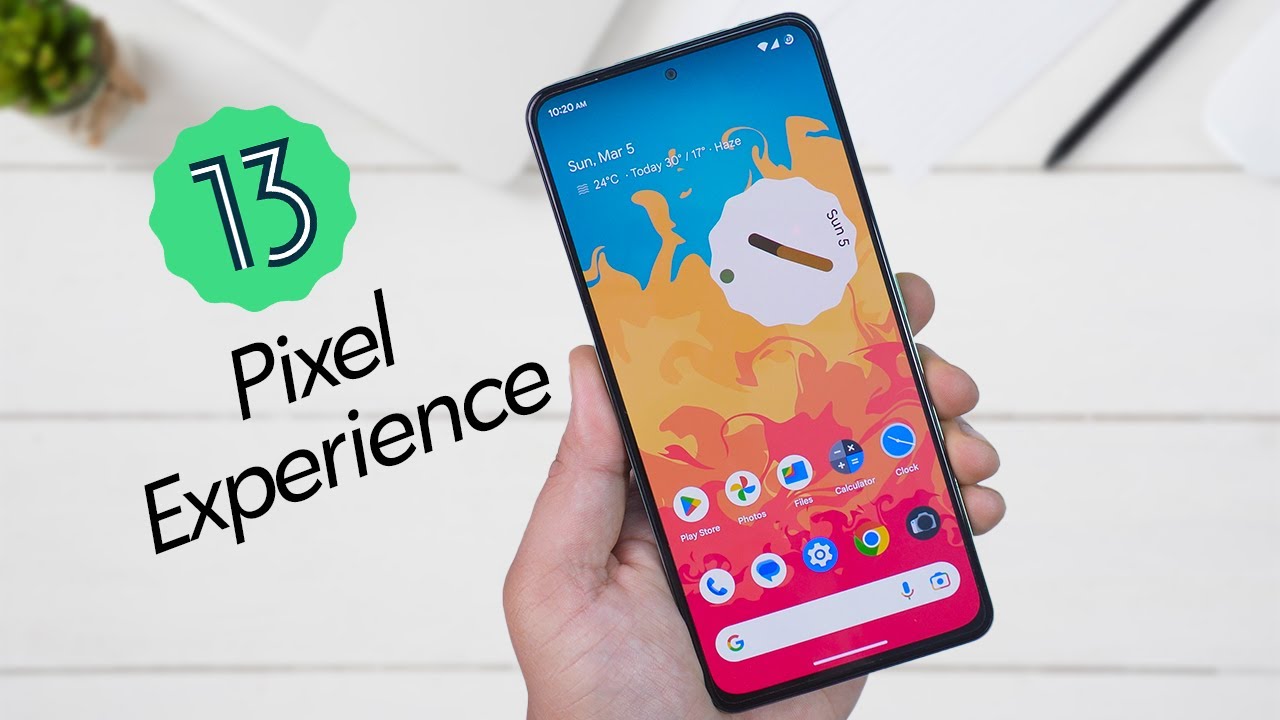 13
Pixel
Experience
10:20 AM
Sun, Mar 5
24°C · Today 30° / 17° · Haze
Sun 5
Play Store
Photos
Files
Calculator
Clock